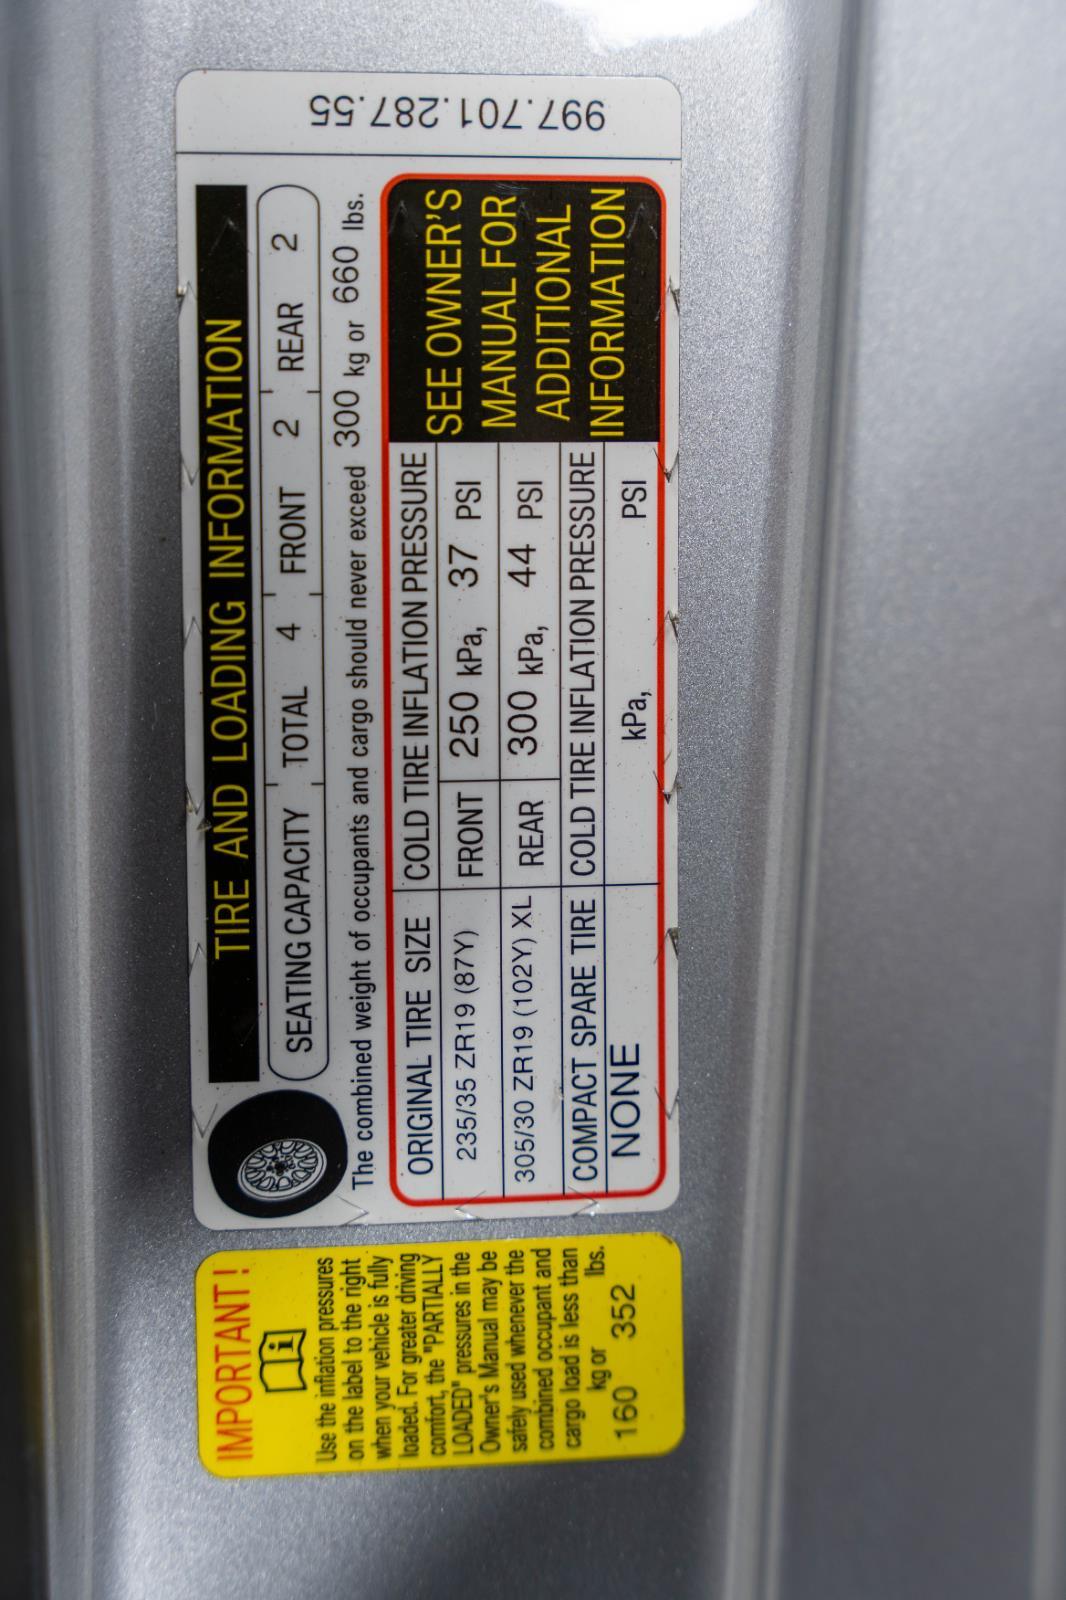 IMPORTANT!
Use the inflation pressures
on the label to the right
when your vehicle is fully
loaded. For greater driving
comfort, the "PARTIALLY
LOADED" pressures in the
Owner's Manual may be
safely used whenever the
combined occupant and
cargo load is less than
kg or lbs.
160 352
TIRE AND LOADING INFORMATION
SEATING CAPACITY TOTAL 4 FRONT 2 REAR 2
The combined weight of occupants and cargo should never exceed 300 kg or 660 lbs.
ORIGINAL TIRE SIZE COLD TIRE INFLATION PRESSURE
235/35 ZR19 (87Y) FRONT 250 kPa, 37 PSI
305/30 ZR19 (102Y) XL REAR 300 kPa, 44 PSI
COMPACT SPARE TIRE COLD TIRE INFLATION PRESSURE
NONE kPa, PSI
SEE OWNER'S
MANUAL FOR
ADDITIONAL
INFORMATION
997.701.287.55